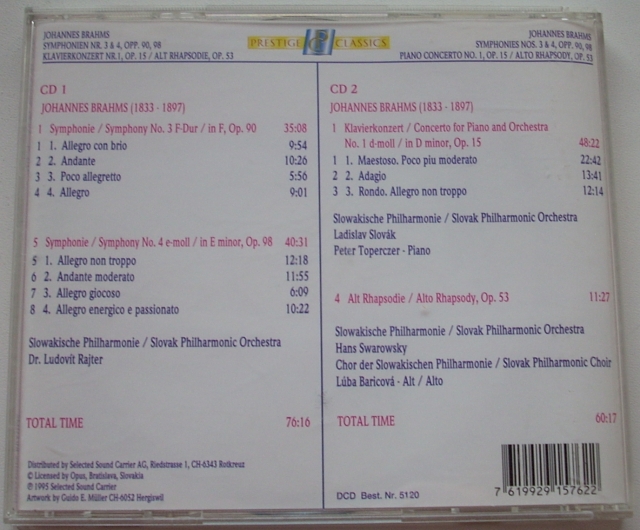 JOHANNES BRAHMS
SYMPHONIEN NR. 3 & 4, OPP. 90, 98
KLAVIERKONZERT NR.1, OP. 15 / ALT RHAPSODIE, OP. 53
PRESTIGE CLASSICS
JOHANNES BRAHMS
SYMPHONIES NOS. 3 & 4, OPP. 90, 98
PIANO CONCERTO NO. 1, OP. 15 / ALTO RHAPSODY, OP. 53
CD 1
JOHANNES BRAHMS (1833 - 1897)
1 Symphonie / Symphony No. 3 F-Dur / in F, Op. 90 35:08
1 1. Allegro con brio 9:54
2 2. Andante 10:26
3 3. Poco allegretto 5:56
4 4. Allegro 9:01
5 Symphonie / Symphony No. 4 e-moll / in E minor, Op. 98 40:31
5 1. Allegro non troppo 12:18
6 2. Andante moderato 11:55
7 3. Allegro giocoso 6:09
8 4. Allegro energico e passionato 10:22
Slowakische Philharmonie / Slovak Philharmonic Orchestra
Dr. Ludovít Rajter
TOTAL TIME 76:16
Distributed by Selected Sound Carrier AG, Riedstrasse 1, CH-6343 Rotkreuz
© Licensed by Opus, Bratislava, Slovakia
℗ 1995 Selected Sound Carrier
Artwork by Guido E. Müller CH-6052 Hergiswil
CD 2
JOHANNES BRAHMS (1833 - 1897)
1 Klavierkonzert / Concerto for Piano and Orchestra
No. 1 d-moll / in D minor, Op. 15 48:22
1 1. Maestoso. Poco piu moderato 22:42
2 2. Adagio 13:41
3 3. Rondo. Allegro non troppo 12:14
Slowakische Philharmonie / Slovak Philharmonic Orchestra
Ladislav Slovák
Peter Toperczer - Piano
4 Alt Rhapsodie / Alto Rhapsody, Op. 53 11:27
Slowakische Philharmonie / Slovak Philharmonic Orchestra
Hans Swarowsky
Chor der Slowakischen Philharmonie / Slovak Philharmonic Choir
Lúba Baricová - Alt / Alto
TOTAL TIME 60:17
DCD Best. Nr. 5120
7 619929 157622